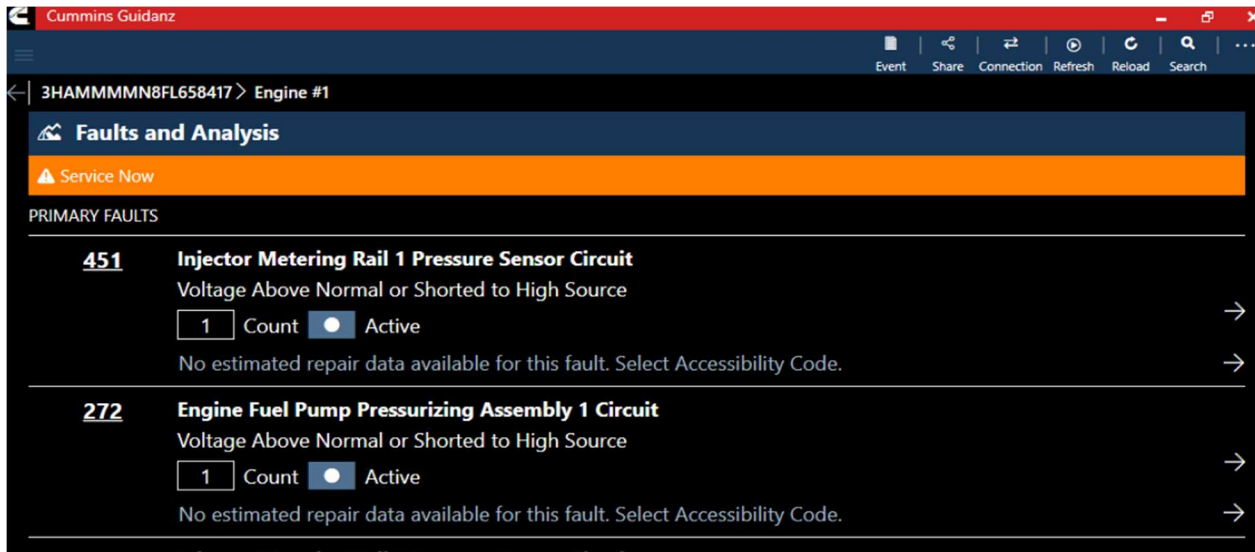 Cummins Guidanz
Event Share Connection Refresh Reload Search
3HAMMMMN8FL658417 > Engine #1
Faults and Analysis
Service Now
PRIMARY FAULTS
451 Injector Metering Rail 1 Pressure Sensor Circuit
Voltage Above Normal or Shorted to High Source
1 Count Active
No estimated repair data available for this fault. Select Accessibility Code.
272 Engine Fuel Pump Pressurizing Assembly 1 Circuit
Voltage Above Normal or Shorted to High Source
1 Count Active
No estimated repair data available for this fault. Select Accessibility Code.